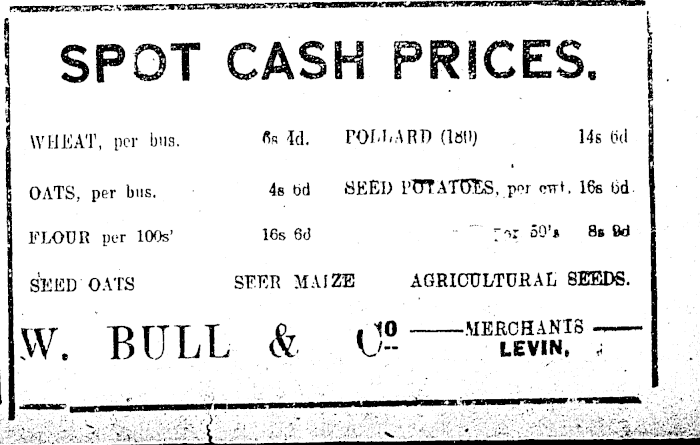 SPOT CASH PRICES.
WHEAT, per bus. 6s 4d. POLLARD (180) 14s 6d
OATS, per bus. 4s 6d SEED POTATOES, per cwt. 16s 6d.
FLOUR per 100s' 16s 6d per 50's 8s 9d
SEED OATS SEER MAIZE AGRICULTURAL SEEDS.
W. BULL & CO -- MERCHANTS
LEVIN.